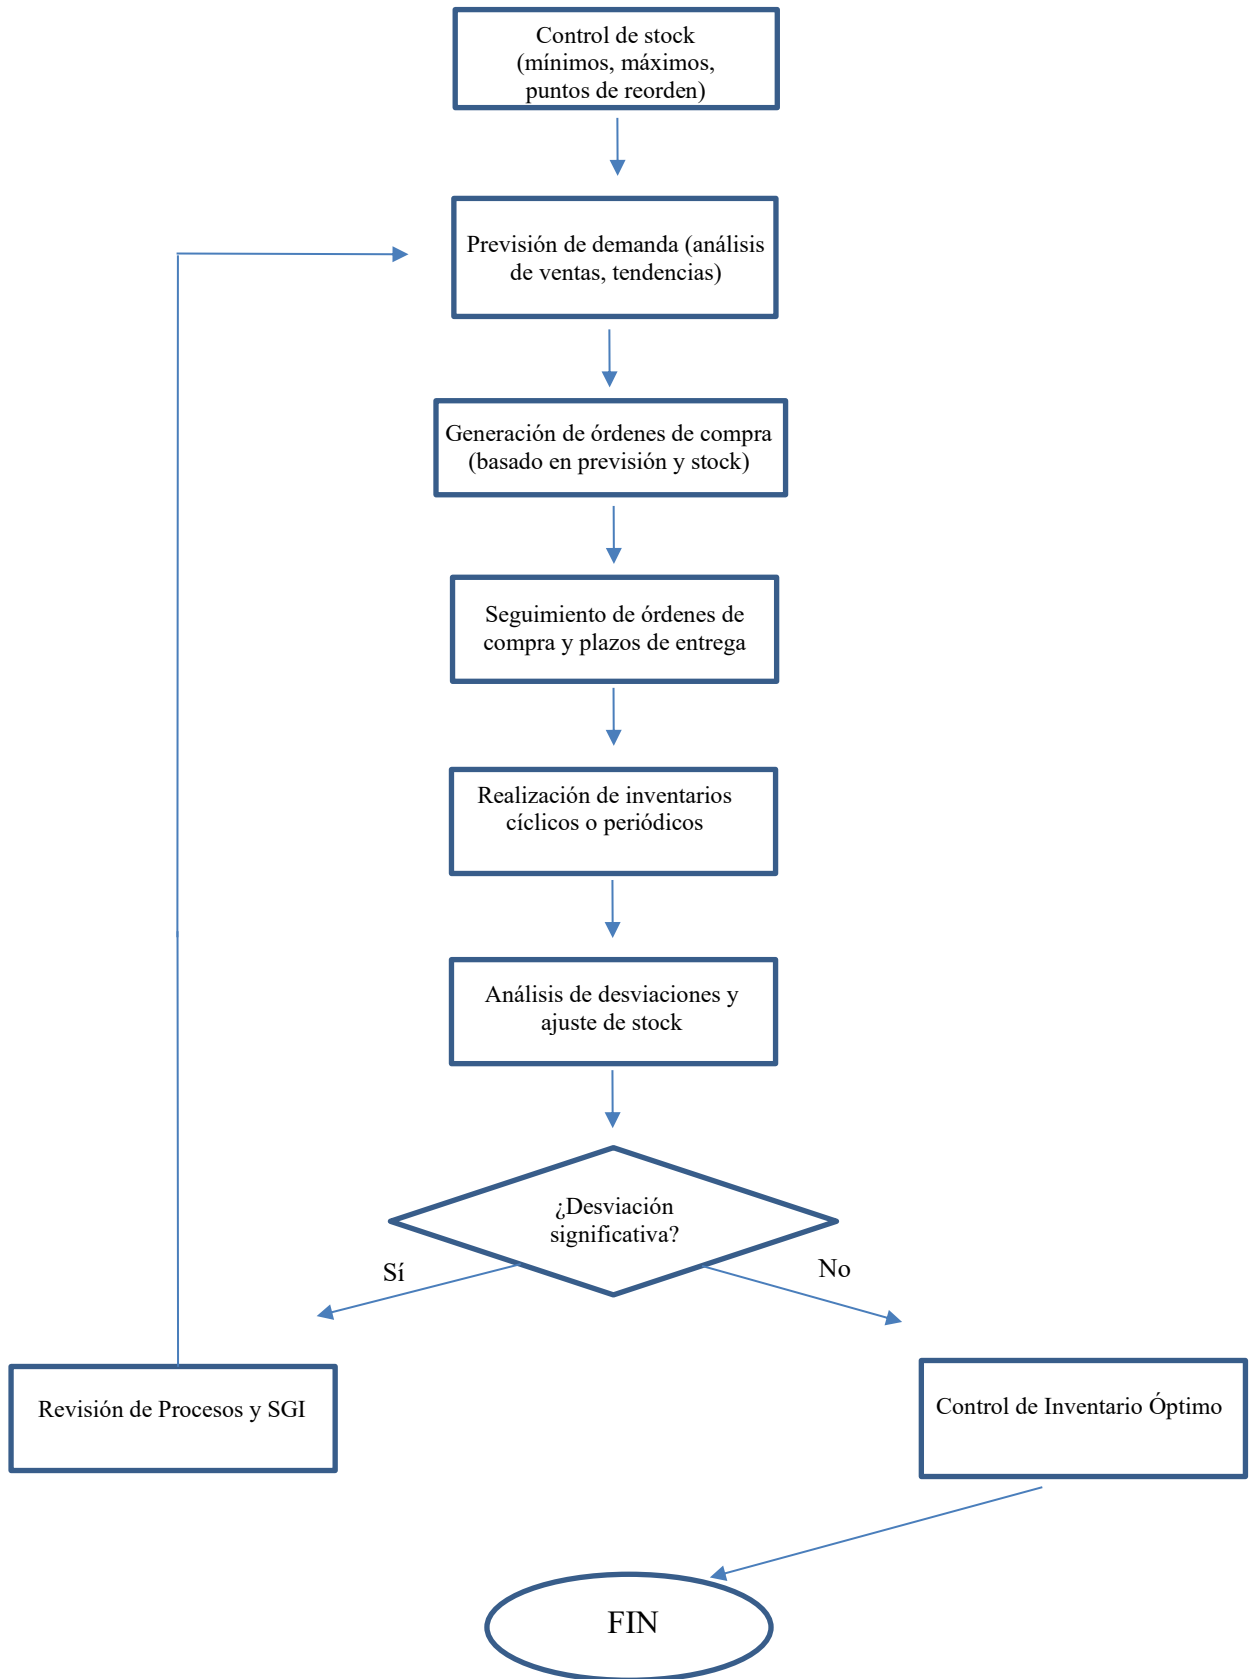 Control de stock
(mínimos, máximos,
puntos de reorden)
Previsión de demanda (análisis
de ventas, tendencias)
Generación de órdenes de compra
(basado en previsión y stock)
Seguimiento de órdenes de
compra y plazos de entrega
Realización de inventarios
cíclicos o periódicos
Análisis de desviaciones y
ajuste de stock
¿Desviación
significativa?
Sí
No
Revisión de Procesos y SGI
Control de Inventario Óptimo
FIN